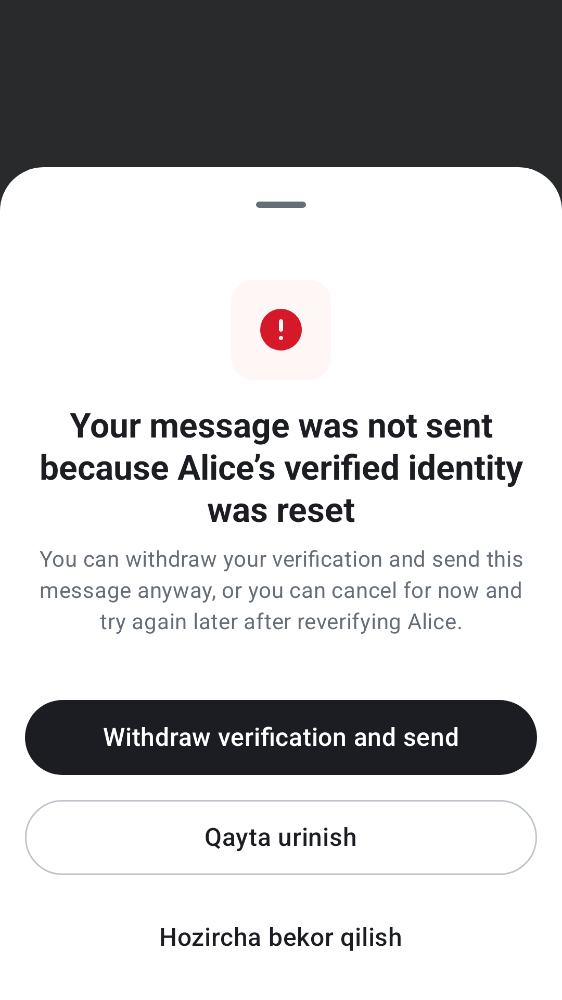 Your message was not sent
because Alice’s verified identity
was reset
You can withdraw your verification and send this
message anyway, or you can cancel for now and
try again later after reverifying Alice.
Withdraw verification and send
Qayta urinish
Hozircha bekor qilish